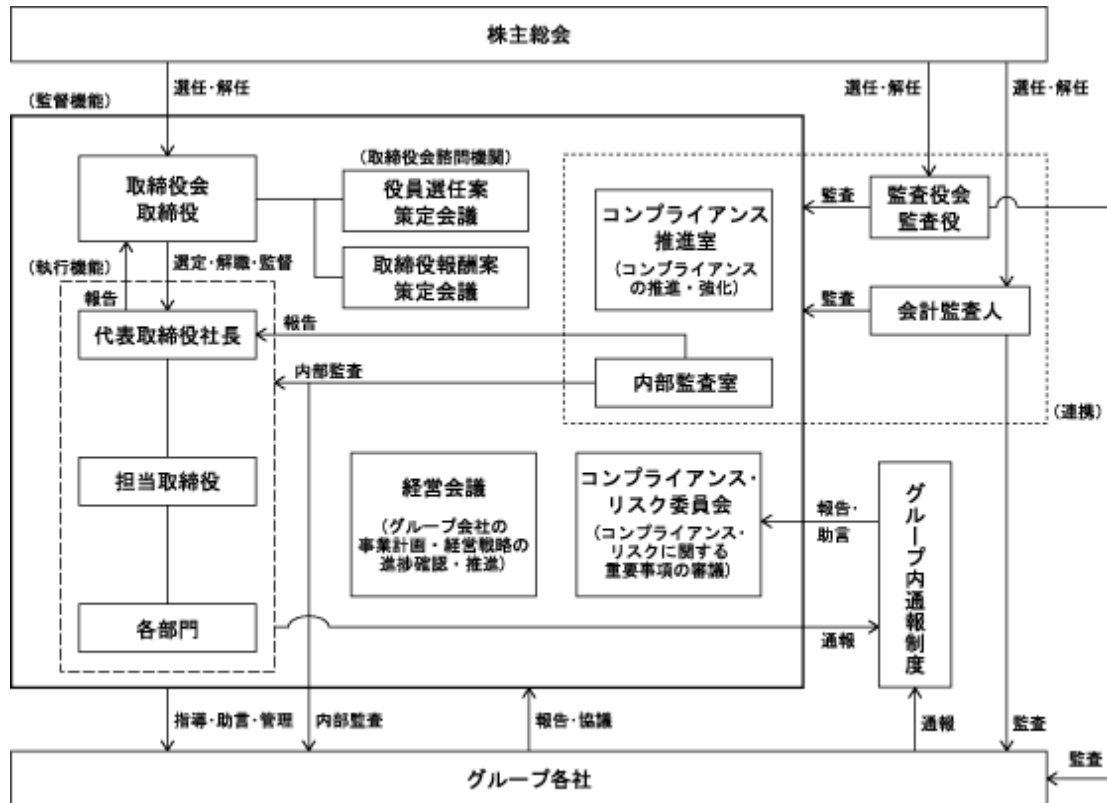 株主総会
選任・解任
選任・解任
選任・解任
(監督機能)
取締役会
取締役
(取締役会諮問機関)
役員選任案
策定会議
取締役報酬案
策定会議
コンプライアンス
推進室
(コンプライアンス
の推進・強化)
監査
監査役会
監査役
(執行機能)
選定・解職・監督
報告
代表取締役社長
報告
監査
会計監査人
内部監査
内部監査室
(連携)
担当取締役
経営会議
(グループ会社の
事業計画・経営戦略の
進捗確認・推進)
コンプライアンス・
リスク委員会
(コンプライアンス・
リスクに関する
重要事項の審議)
報告・
助言
グループ内通報制度
各部門
通報
指導・助言・管理
内部監査
報告・協議
通報
監査
監査
グループ各社